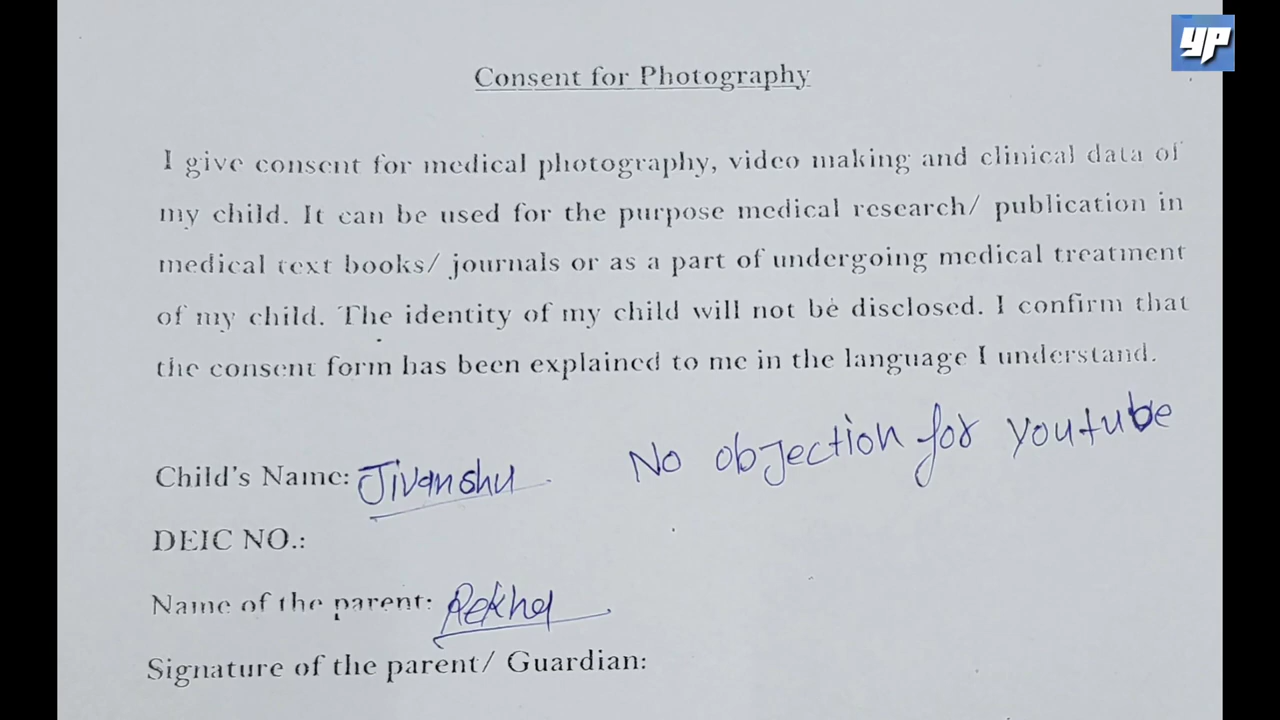 YP
Consent for Photography
I give consent for medical photography, video making and clinical data of
my child. It can be used for the purpose medical research/ publication in
medical text books/ journals or as a part of undergoing medical treatment
of my child. The identity of my child will not be disclosed. I confirm that
the consent form has been explained to me in the language I understand.
No objection for youtube
Child's Name: Jivanshu
DEIC NO.:
Name of the parent: Rekha
Signature of the parent/ Guardian: